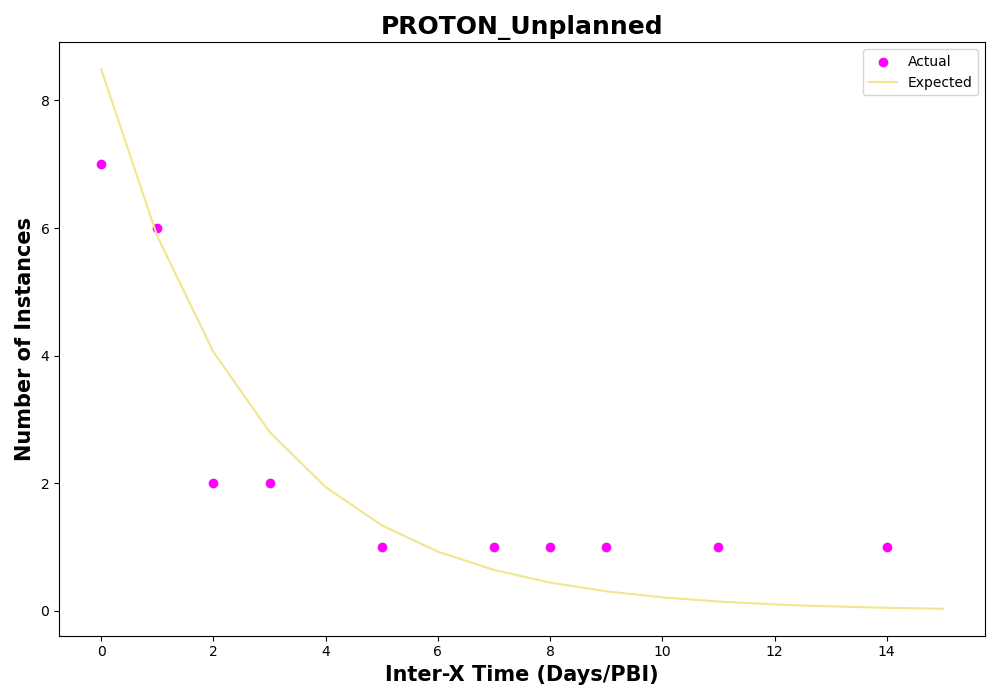 PROTON_Unplanned
Actual
Expected
Number of Instances
8
6
4
2
0
0 2 4 6 8 10 12 14
Inter-X Time (Days/PBI)